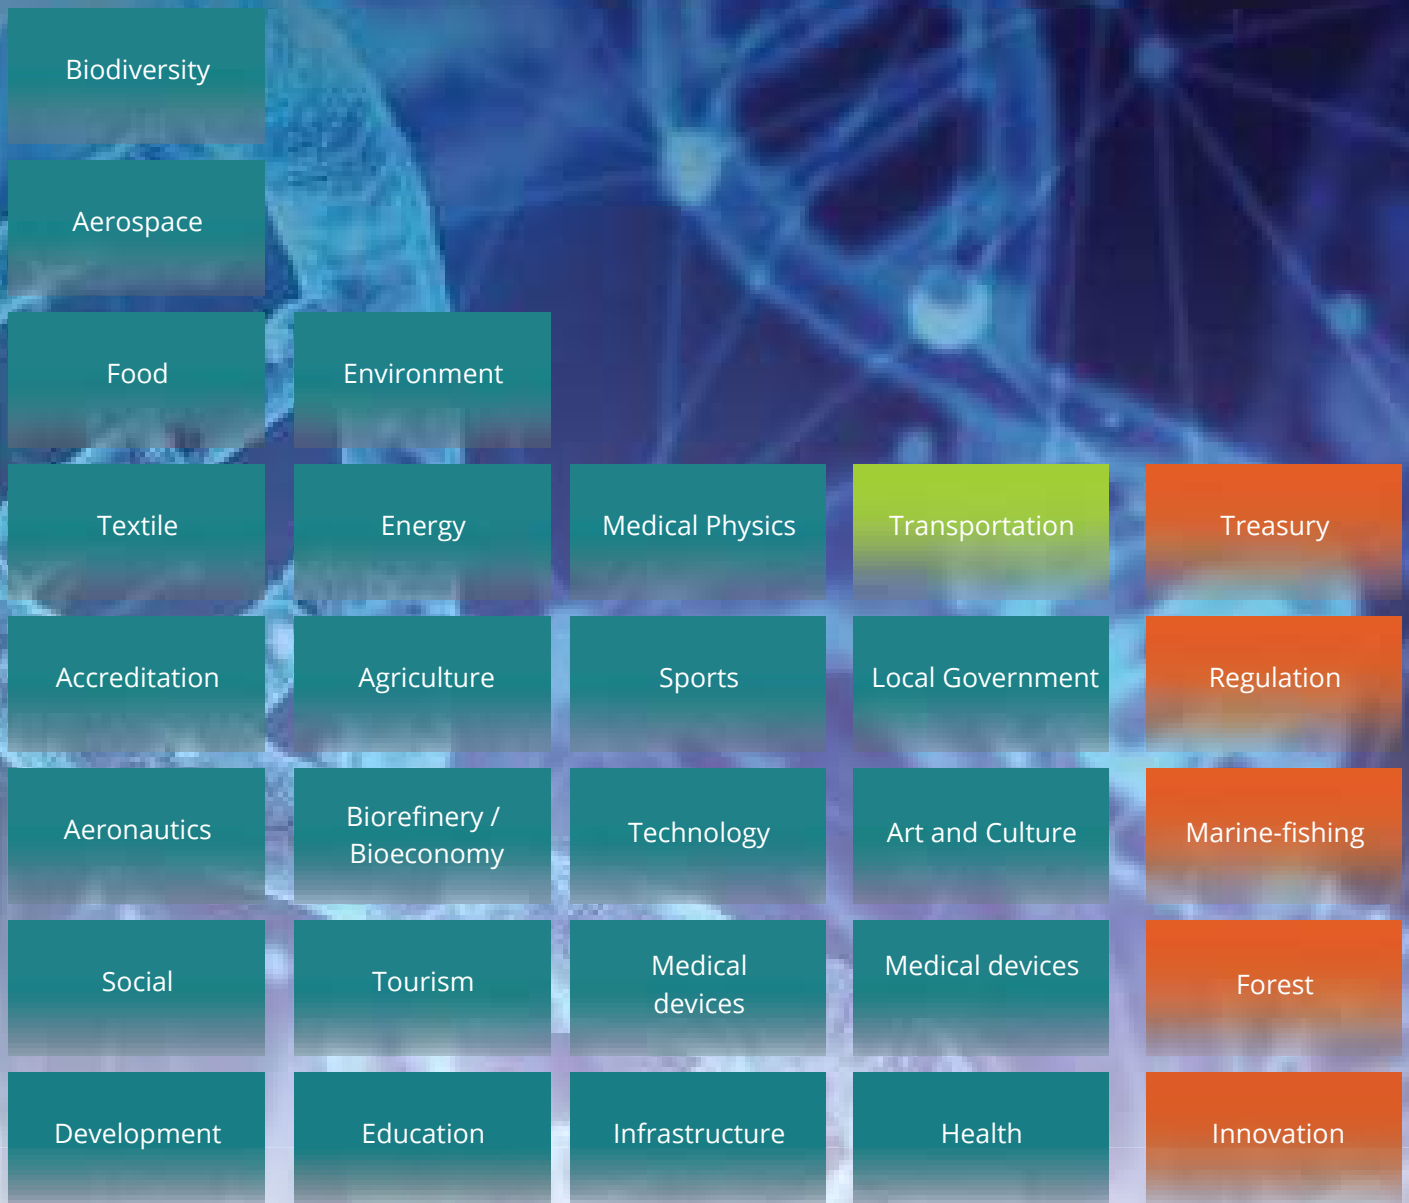 Biodiversity
Aerospace
Food
Environment
Textile
Energy
Medical Physics
Transportation
Treasury
Accreditation
Agriculture
Sports
Local Government
Regulation
Aeronautics
Biorefinery /
Bioeconomy
Technology
Art and Culture
Marine-fishing
Social
Tourism
Medical
devices
Medical devices
Forest
Development
Education
Infrastructure
Health
Innovation